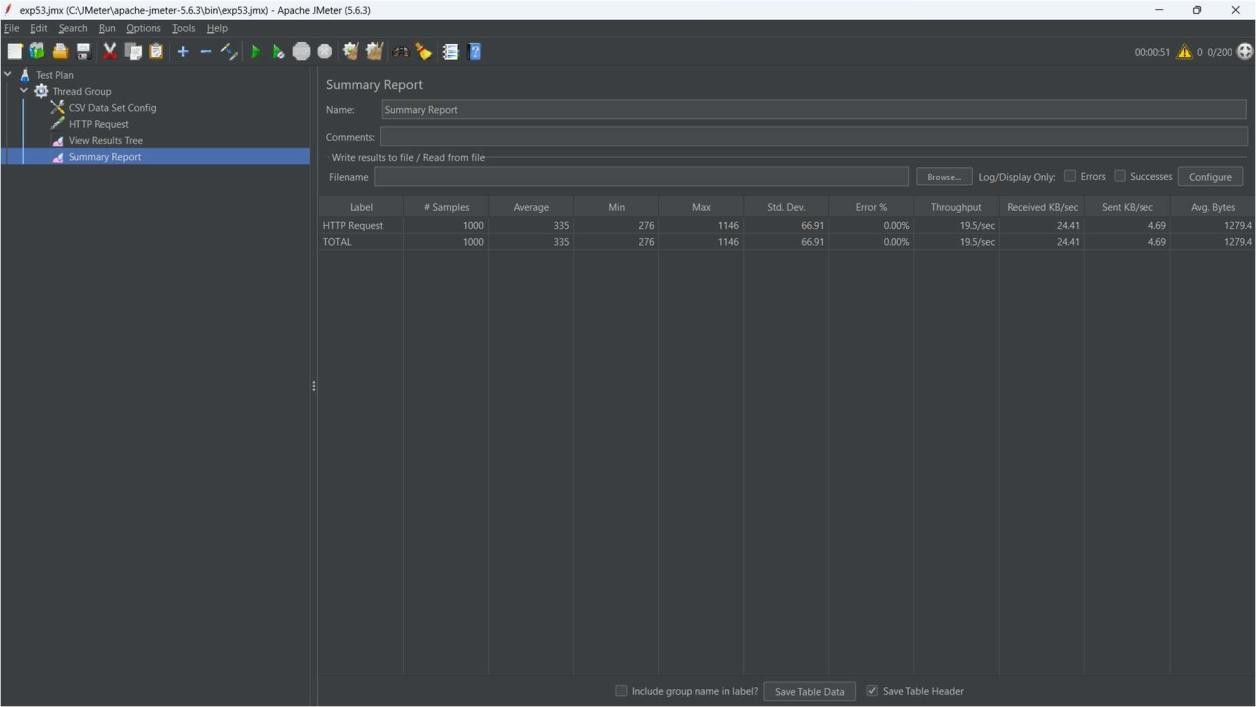 exp53.jmx (C:\JMeter\apache-jmeter-5.6.3\bin\exp53.jmx) - Apache JMeter (5.6.3)
File Edit Search Run Options Tools Help
00:00:51 0 0/200
Test Plan
Thread Group
CSV Data Set Config
HTTP Request
View Results Tree
Summary Report
Summary Report
Name: Summary Report
Comments:
Write results to file / Read from file
Filename Browse... Log/Display Only: Errors Successes Configure
Label # Samples Average Min Max Std. Dev. Error % Throughput Received KB/sec Sent KB/sec Avg. Bytes
HTTP Request 1000 335 276 1146 66.91 0.00% 19.5/sec 24.41 4.69 1279.4
TOTAL 1000 335 276 1146 66.91 0.00% 19.5/sec 24.41 4.69 1279.4
Include group name in label? Save Table Data Save Table Header